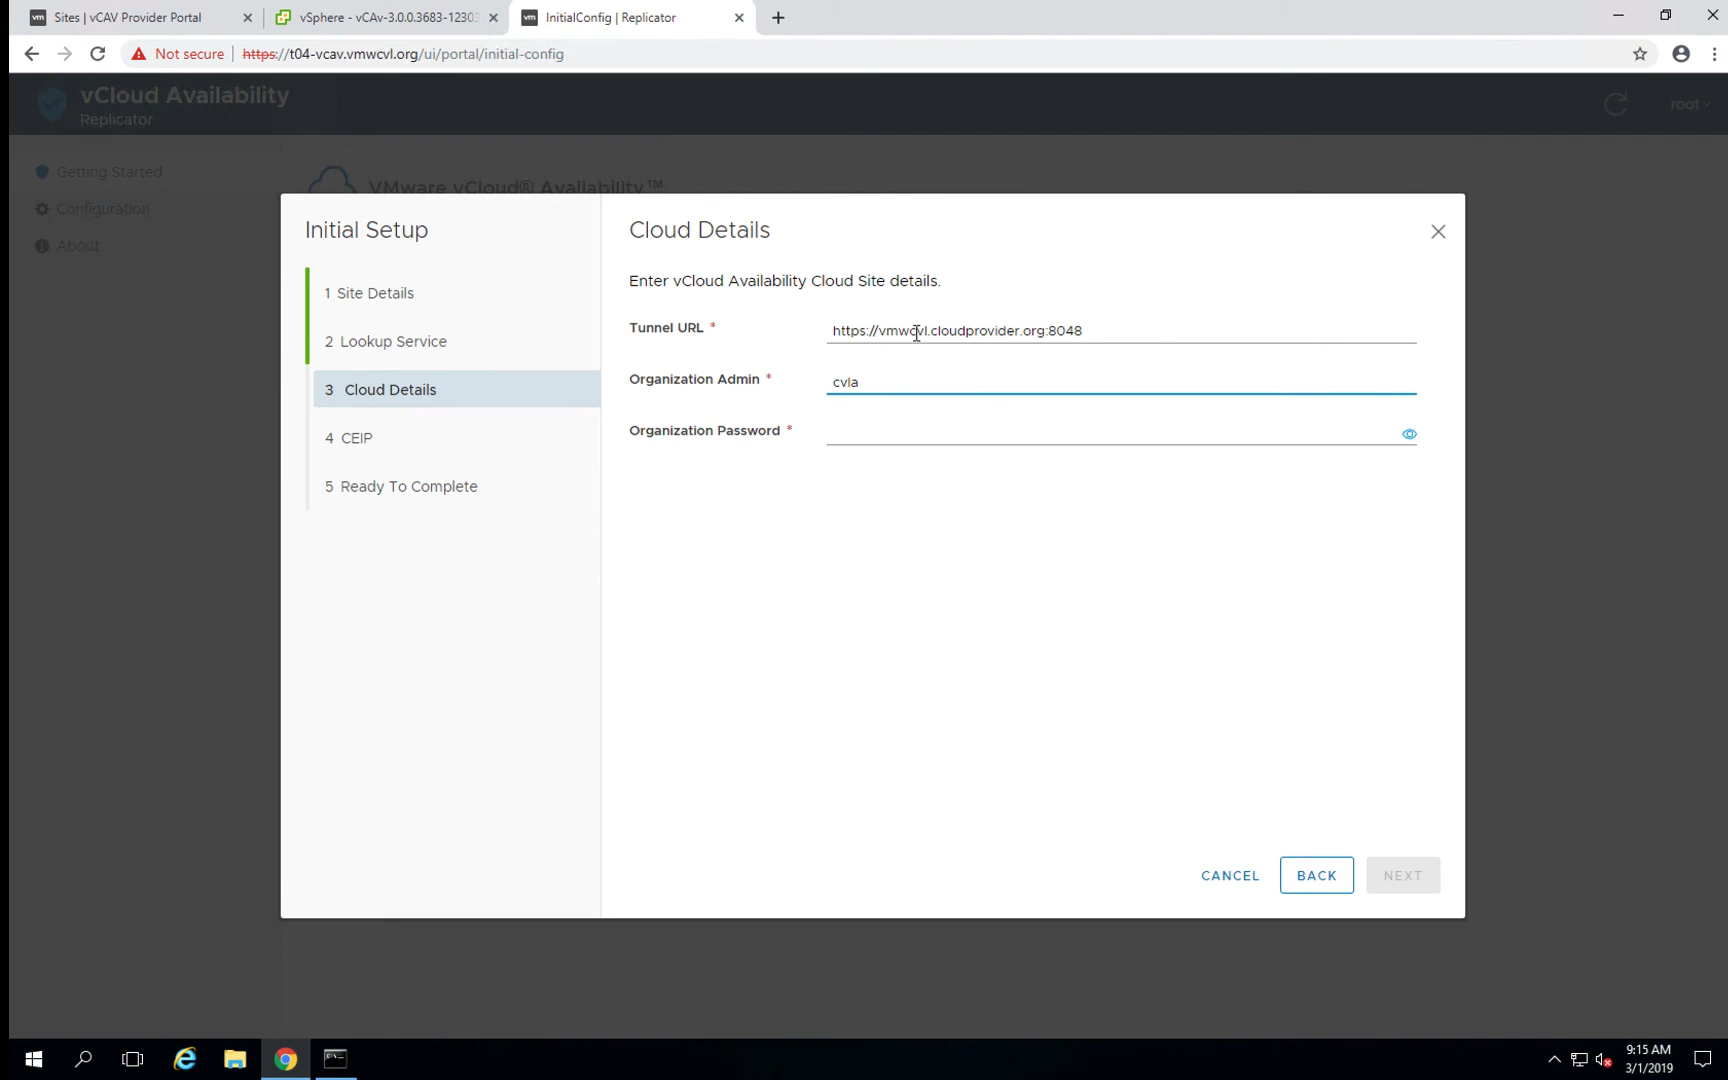 Sites | vCAV Provider Portal
vSphere - vCAv-3.0.0.3683-12303
InitialConfig | Replicator
Not secure
https://t04-vcav.vmwcvl.org/ui/portal/initial-config
vm
vm
vCloud Availability
Replicator
root
Getting Started
Configuration
About
VMware vCloud® Availability™
Initial Setup
1 Site Details
2 Lookup Service
3 Cloud Details
4 CEIP
5 Ready To Complete
Cloud Details
Enter vCloud Availability Cloud Site details.
Tunnel URL *
https://vmwcvl.cloudprovider.org:8048
Organization Admin *
cvla
Organization Password *
CANCEL
BACK
NEXT
9:15 AM
3/1/2019